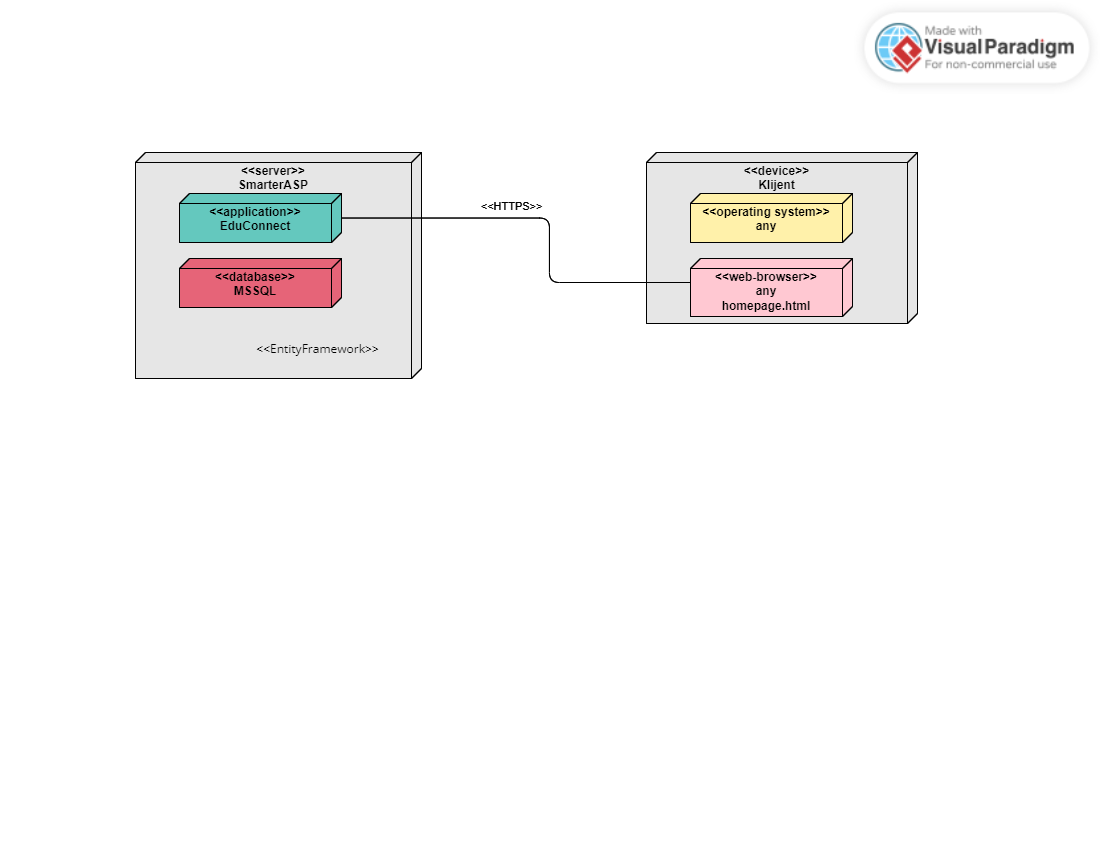 Made with
Visual Paradigm
For non-commercial use
<<server>>
SmarterASP
<<application>>
EduConnect
<<database>>
MSSQL
<<EntityFramework>>
<<HTTPS>>
<<device>>
Klijent
<<operating system>>
any
<<web-browser>>
any
homepage.html